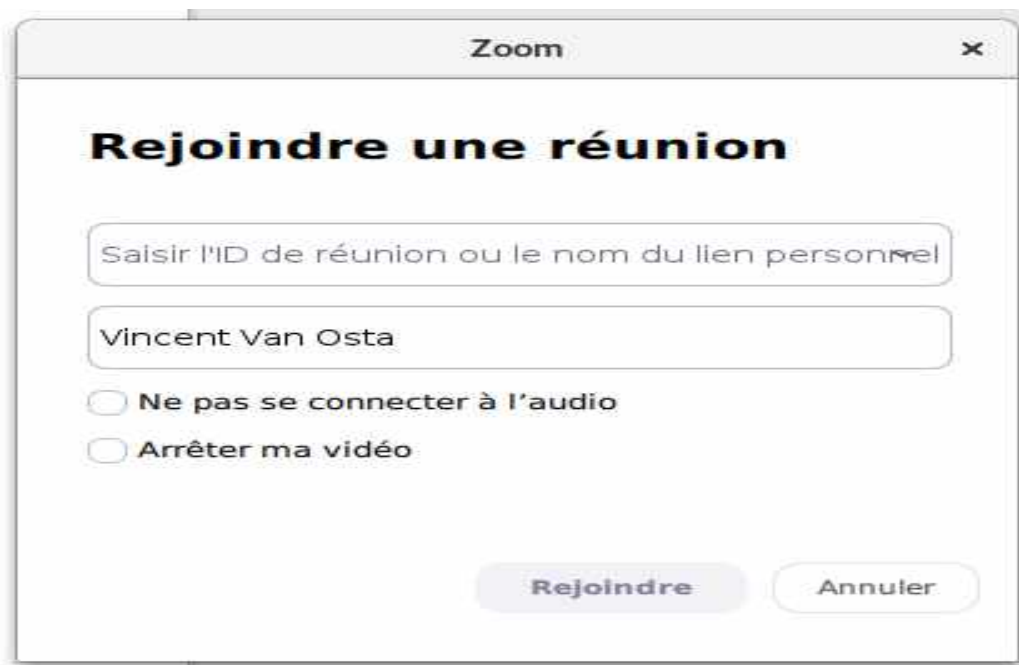 Zoom
Rejoindre une réunion
Saisir l'ID de réunion ou le nom du lien personnel
Vincent Van Osta
Ne pas se connecter à l’audio
Arrêter ma vidéo
Rejoindre
Annuler